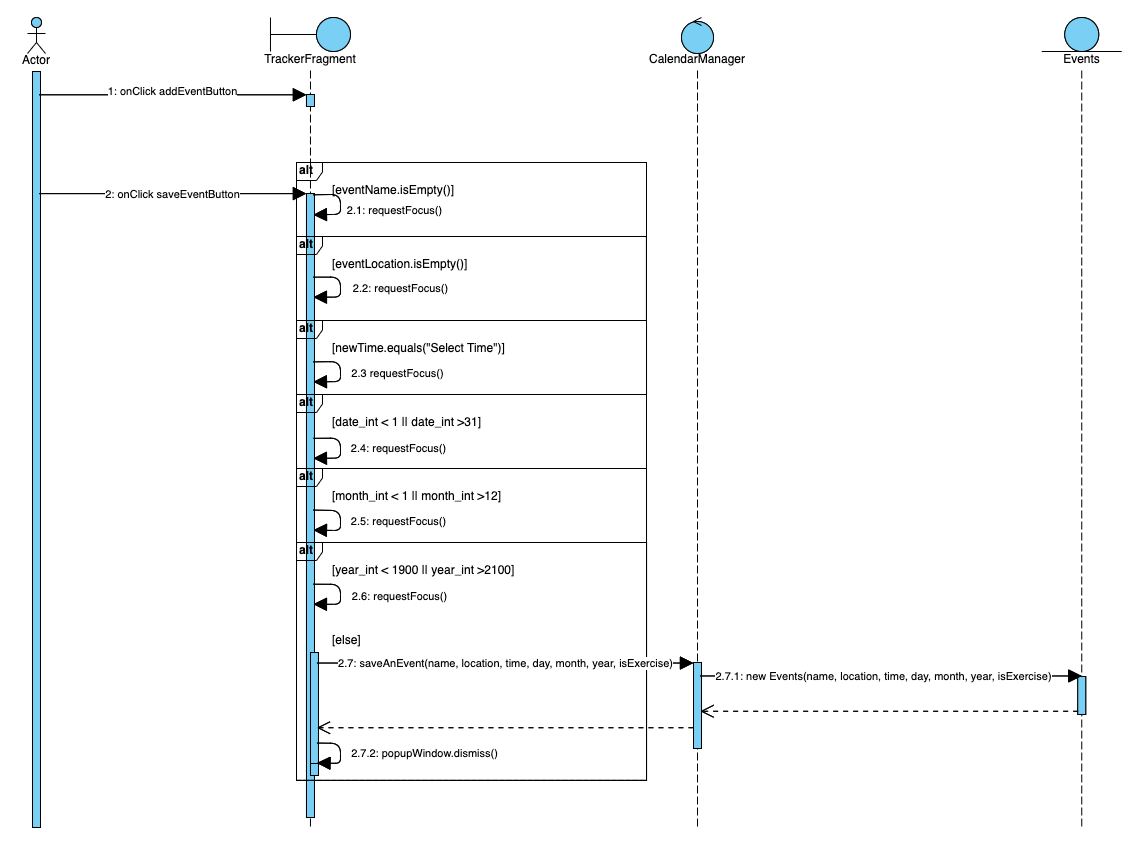 Actor
TrackerFragment
CalendarManager
Events
1: onClick addEventButton
alt
2: onClick saveEventButton
[eventName.isEmpty()]
2.1: requestFocus()
alt
[eventLocation.isEmpty()]
2.2: requestFocus()
alt
[newTime.equals("Select Time")]
2.3 requestFocus()
alt
[date_int < 1 || date_int >31]
2.4: requestFocus()
alt
[month_int < 1 || month_int >12]
2.5: requestFocus()
alt
[year_int < 1900 || year_int >2100]
2.6: requestFocus()
[else]
2.7: saveAnEvent(name, location, time, day, month, year, isExercise)
2.7.1: new Events(name, location, time, day, month, year, isExercise)
2.7.2: popupWindow.dismiss()